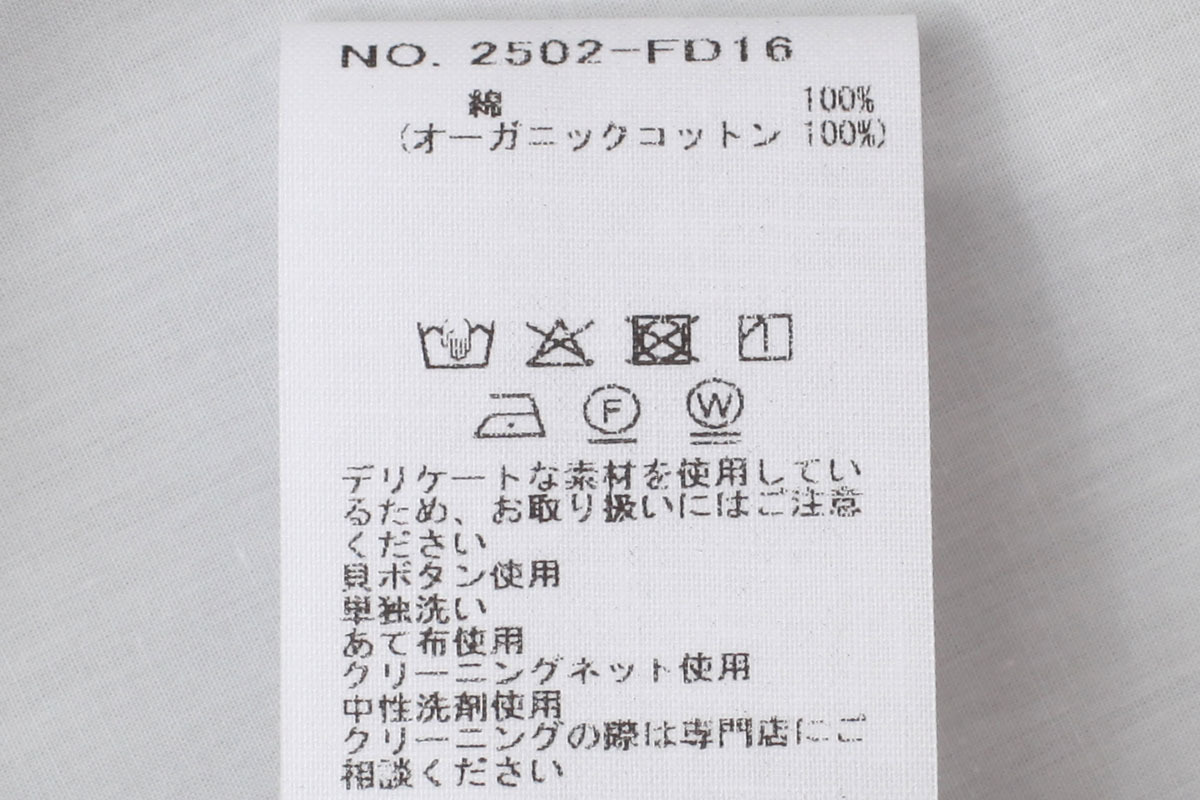 NO. 2502-FD16
綿 100%
(オーガニックコットン 100%)
F W
デリケートな素材を使用してい
るため、お取り扱いにはご注意
ください
貝ボタン使用
単独洗い
あて布使用
クリーニングネット使用
中性洗剤使用
クリーニングの際は専門店にご
相談ください